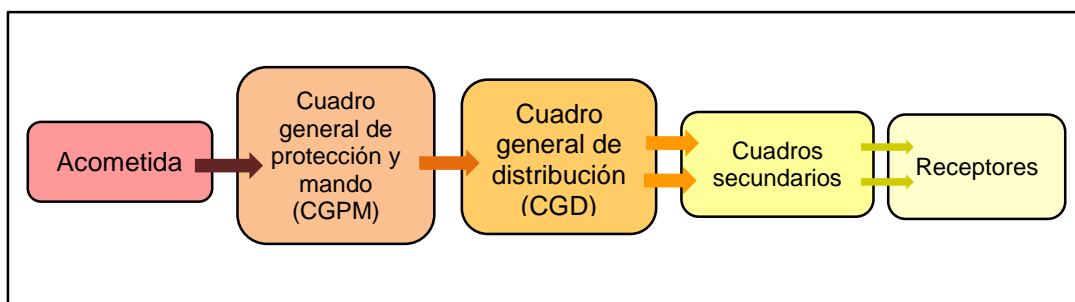 Acometida
Cuadro
general de
protección y
mando
(CGPM)
Cuadro
general de
distribución
(CGD)
Cuadros
secundarios
Receptores